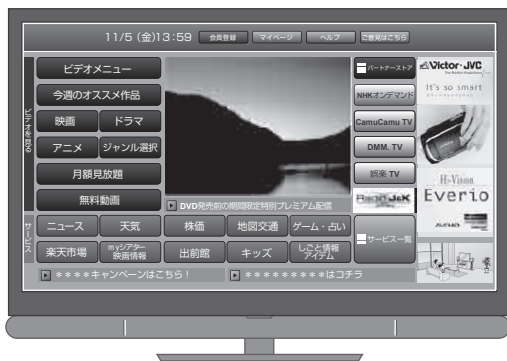 11/5 (金)13:59 会員登録 マイページ ヘルプ ご意見はこちら
ビデオを見る
ビデオメニュー
今週のオススメ作品
映画 ドラマ
アニメ ジャンル選択
月額見放題
無料動画
DVD発売前の期間限定特別プレミアム配信
パートナーストア
NHKオンデマンド
CamuCamu TV
DMM. TV
娯楽 TV
サービス
ニュース 天気 株価 地図交通 ゲーム・占い
楽天市場 myシアター映画情報 出前館 キッズ しごと情報アイテム
サービス一覧
****キャンペーンはこちら! *********はコチラ
Victor・JVC
The Perfect Experience
It's so smart
Everio
AVCHD